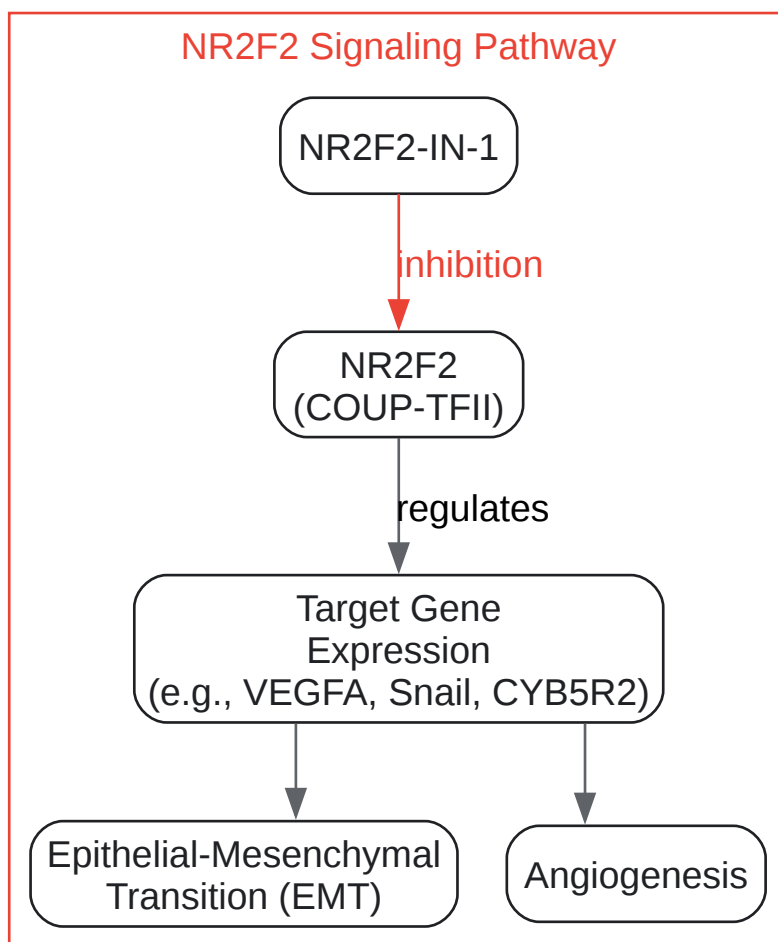 NR2F2 Signaling Pathway
NR2F2-IN-1
inhibition
NR2F2
(COUP-TFII)
regulates
Target Gene
Expression
(e.g., VEGFA, Snail, CYB5R2)
Epithelial-Mesenchymal
Transition (EMT)
Angiogenesis